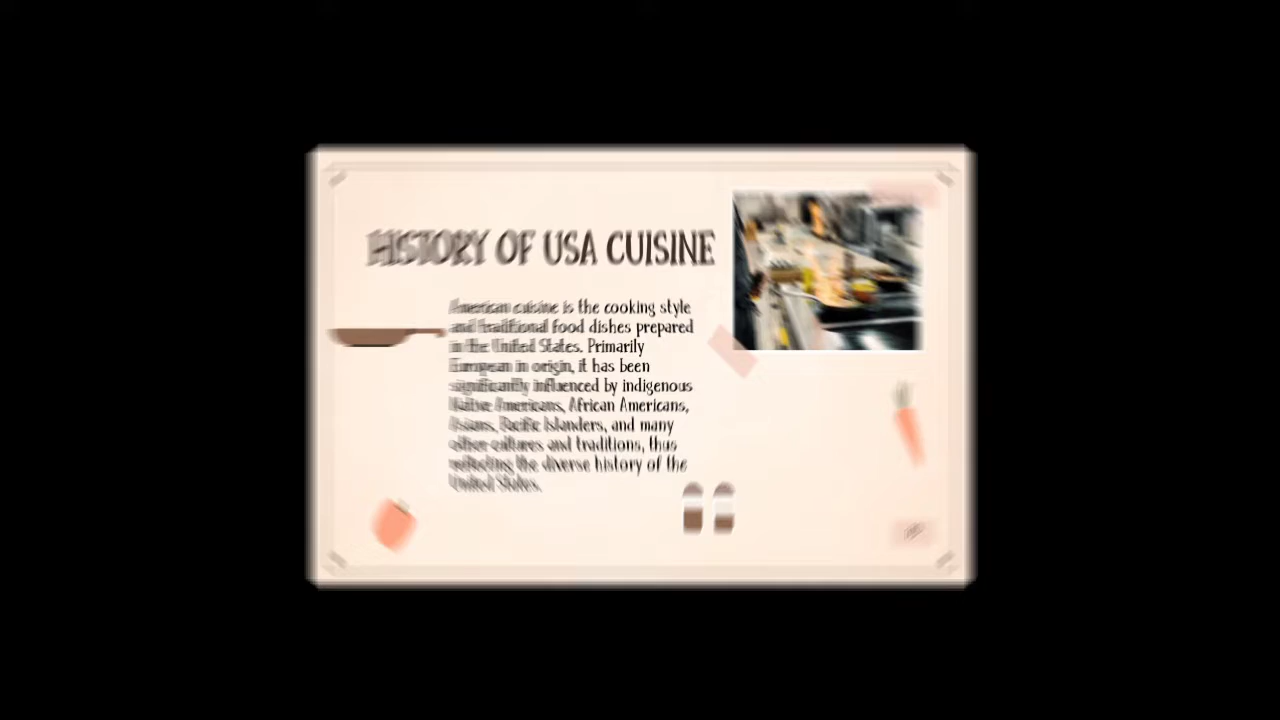 HISTORY OF USA CUISINE
American cuisine is the cooking style
and traditional food dishes prepared
in the United States. Primarily
European in origin, it has been
significantly influenced by indigenous
Native Americans, African Americans,
Asians, Pacific Islanders, and many
other cultures and traditions, thus
reflecting the diverse history of the
United States.